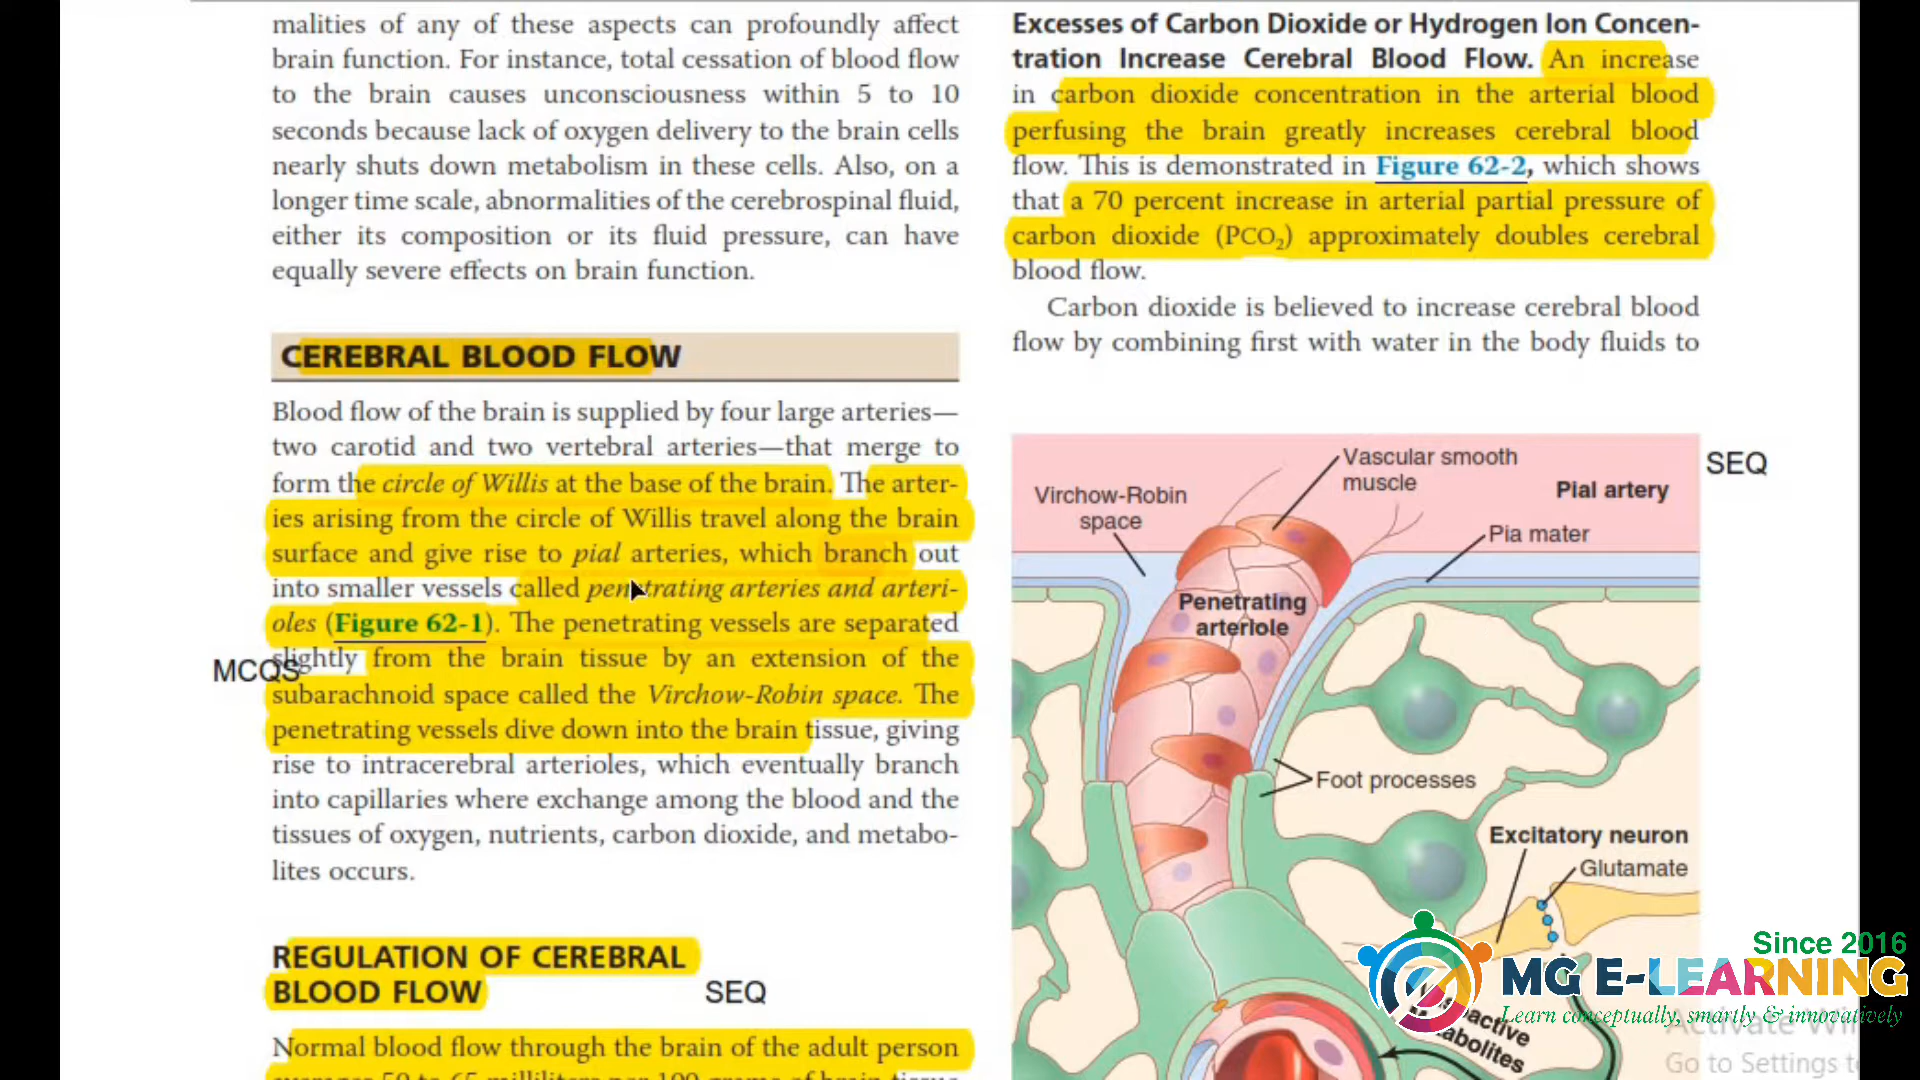 malities of any of these aspects can profoundly affect
brain function. For instance, total cessation of blood flow
to the brain causes unconsciousness within 5 to 10
seconds because lack of oxygen delivery to the brain cells
nearly shuts down metabolism in these cells. Also, on a
longer time scale, abnormalities of the cerebrospinal fluid,
either its composition or its fluid pressure, can have
equally severe effects on brain function.
CEREBRAL BLOOD FLOW
Blood flow of the brain is supplied by four large arteries—
two carotid and two vertebral arteries—that merge to
form the circle of Willis at the base of the brain. The arter-
ies arising from the circle of Willis travel along the brain
surface and give rise to pial arteries, which branch out
into smaller vessels called penetrating arteries and arteri-
oles (Figure 62-1). The penetrating vessels are separated
slightly from the brain tissue by an extension of the
MCQS
subarachnoid space called the Virchow-Robin space. The
penetrating vessels dive down into the brain tissue, giving
rise to intracerebral arterioles, which eventually branch
into capillaries where exchange among the blood and the
tissues of oxygen, nutrients, carbon dioxide, and metabo-
lites occurs.
REGULATION OF CEREBRAL
BLOOD FLOW
SEQ
Normal blood flow through the brain of the adult person
Excesses of Carbon Dioxide or Hydrogen Ion Concen-
tration Increase Cerebral Blood Flow. An increase
in carbon dioxide concentration in the arterial blood
perfusing the brain greatly increases cerebral blood
flow. This is demonstrated in Figure 62-2, which shows
that a 70 percent increase in arterial partial pressure of
carbon dioxide (PCO2) approximately doubles cerebral
blood flow.
Carbon dioxide is believed to increase cerebral blood
flow by combining first with water in the body fluids to
SEQ
Vascular smooth
muscle
Virchow-Robin
space
Pial artery
Pia mater
Penetrating
arteriole
Foot processes
Excitatory neuron
Glutamate
Since 2016
MG E-LEARNING
Learn conceptually, smartly & innovatively
Go to Settings